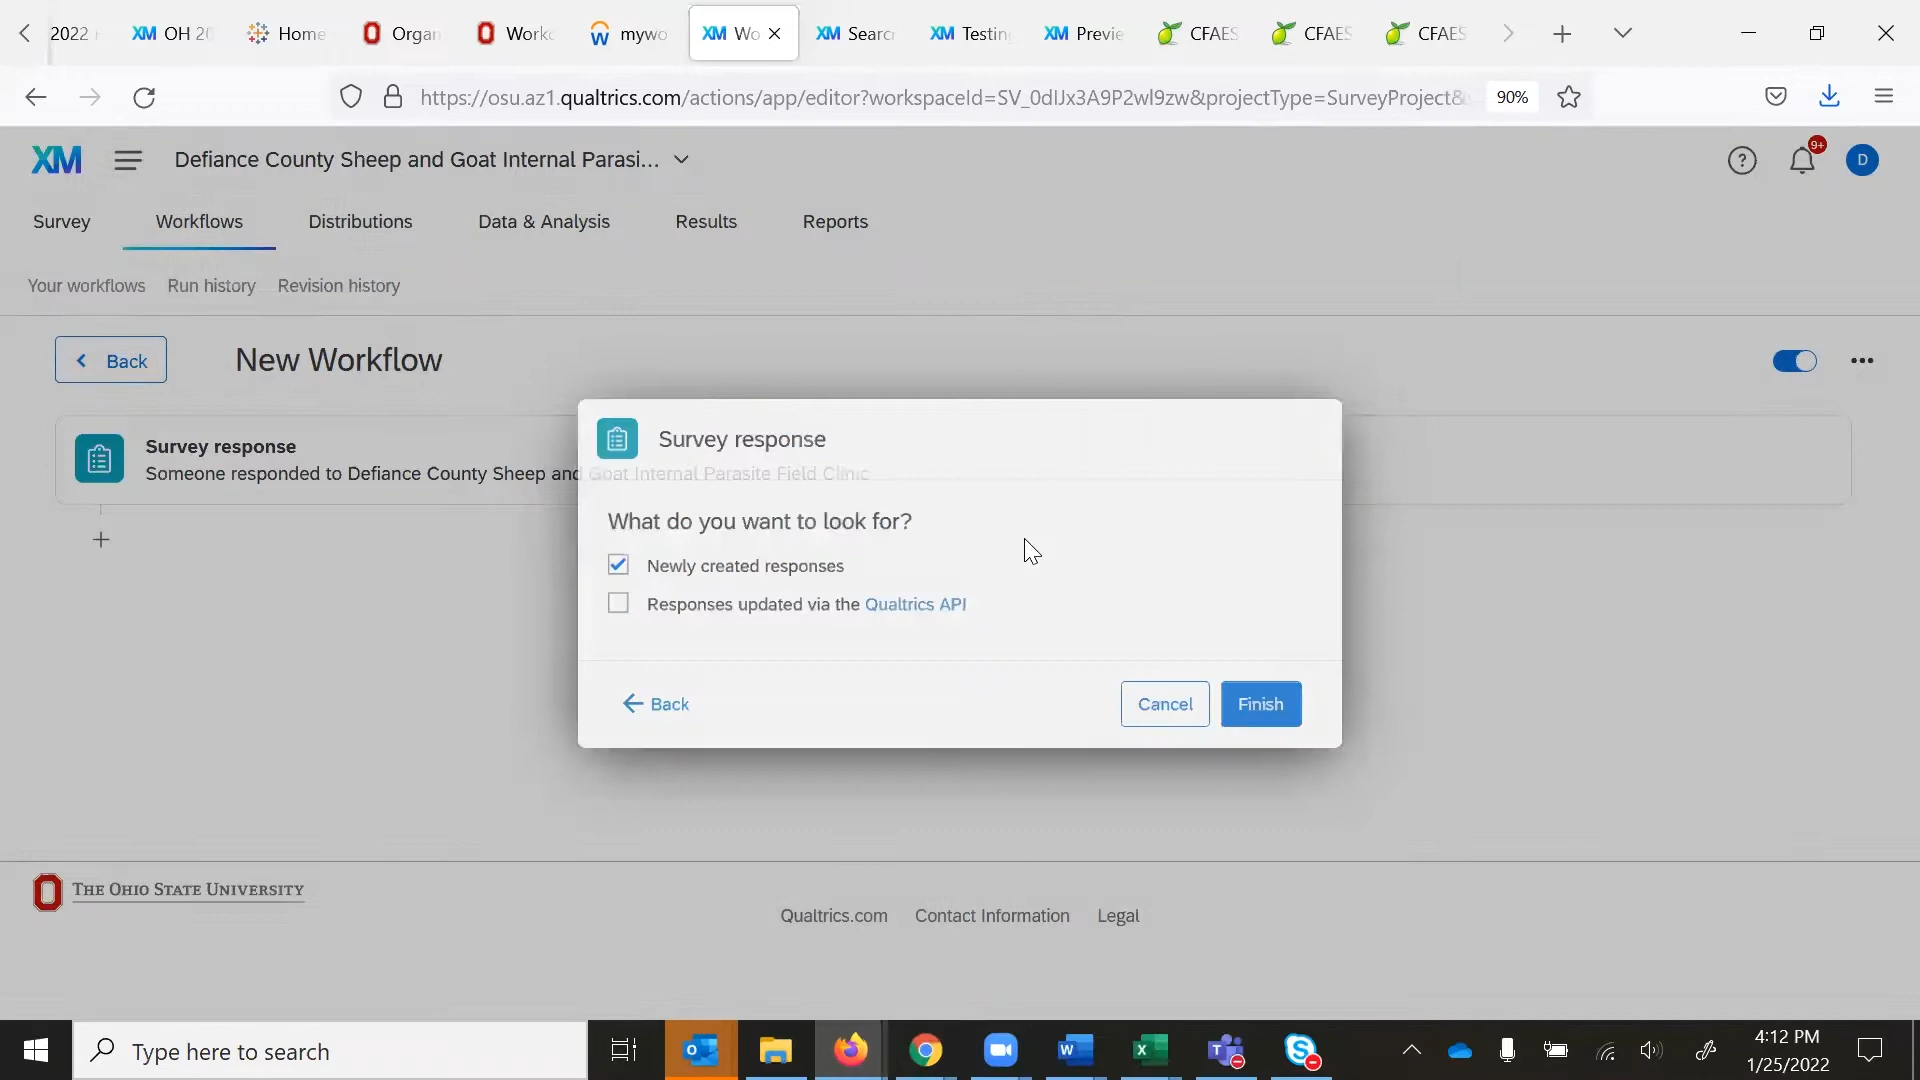 2022
XM OH 20
Home
Organ
Work
W mywo
XM Wo
XM Searc
XM Testing
XM Previe
CFAES
CFAES
CFAES
https://osu.az1.qualtrics.com/actions/app/editor?workspaceId=SV_0dIJx3A9P2wl9zw&projectType=SurveyProject&
90%
XM
Defiance County Sheep and Goat Internal Parasi...
?
9+
D
Survey
Workflows
Distributions
Data & Analysis
Results
Reports
Your workflows
Run history
Revision history
Back
New Workflow
Survey response
Someone responded to Defiance County Sheep and Goat Internal Parasite Field Clinic
Survey response
What do you want to look for?
Newly created responses
Responses updated via the Qualtrics API
Back
Cancel
Finish
THE OHIO STATE UNIVERSITY
Qualtrics.com
Contact Information
Legal
Type here to search
4:12 PM
1/25/2022